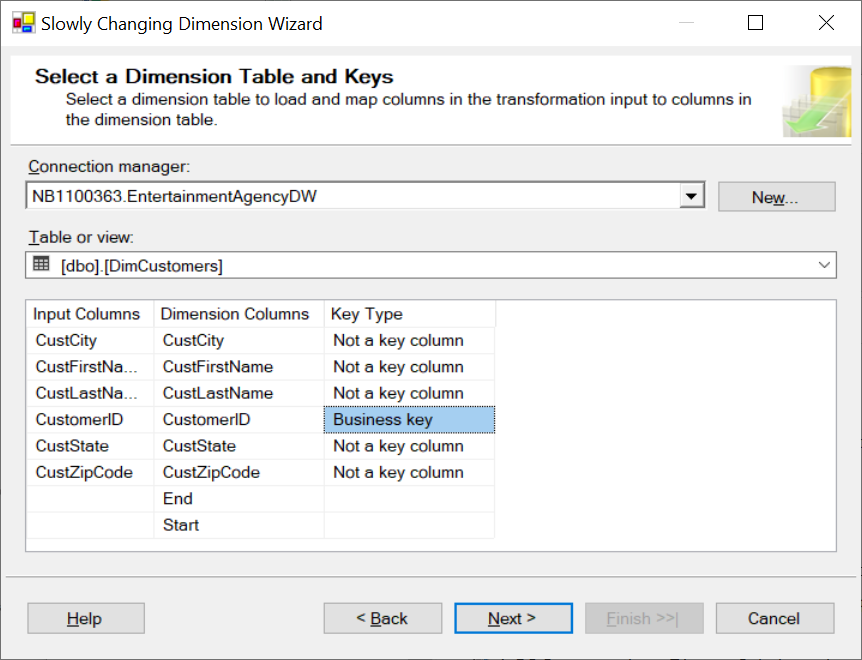 Slowly Changing Dimension Wizard
Select a Dimension Table and Keys
Select a dimension table to load and map columns in the transformation input to columns in
the dimension table.
Connection manager:
NB1100363.EntertainmentAgencyDW
New...
Table or view:
[dbo].[DimCustomers]
Input Columns Dimension Columns Key Type
CustCity CustCity Not a key column
CustFirstNa... CustFirstName Not a key column
CustLastNa... CustLastName Not a key column
CustomerID CustomerID Business key
CustState CustState Not a key column
CustZipCode CustZipCode Not a key column
End
Start
Help < Back Next > Finish >>| Cancel